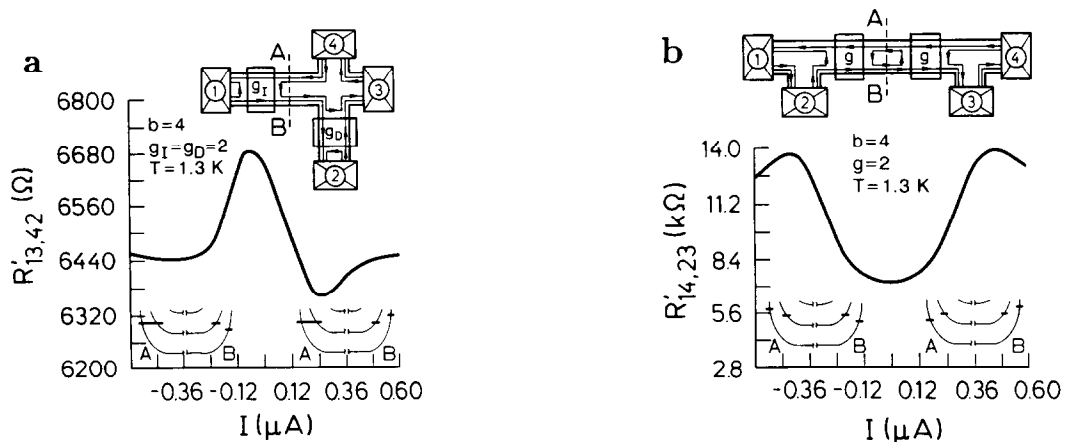 a
A
B
1
g_I
4
3
g_D
2
b=4
g_I=g_D=2
T=1.3 K
R'_13,42 (Ω)
6800
6680
6560
6440
6320
6200
A B
A B
-0.36 -0.12 0.12 0.36 0.60
I (μA)
b
A
B
1
g
g
4
2
3
b=4
g=2
T=1.3 K
R'_14,23 (kΩ)
14.0
11.2
8.4
5.6
2.8
A B
A B
-0.36 -0.12 0.12 0.36 0.60
I (μA)